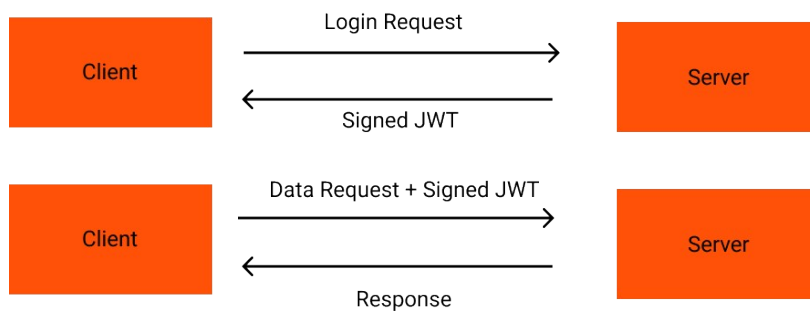 Login Request
Client
Server
Signed JWT
Data Request + Signed JWT
Client
Server
Response